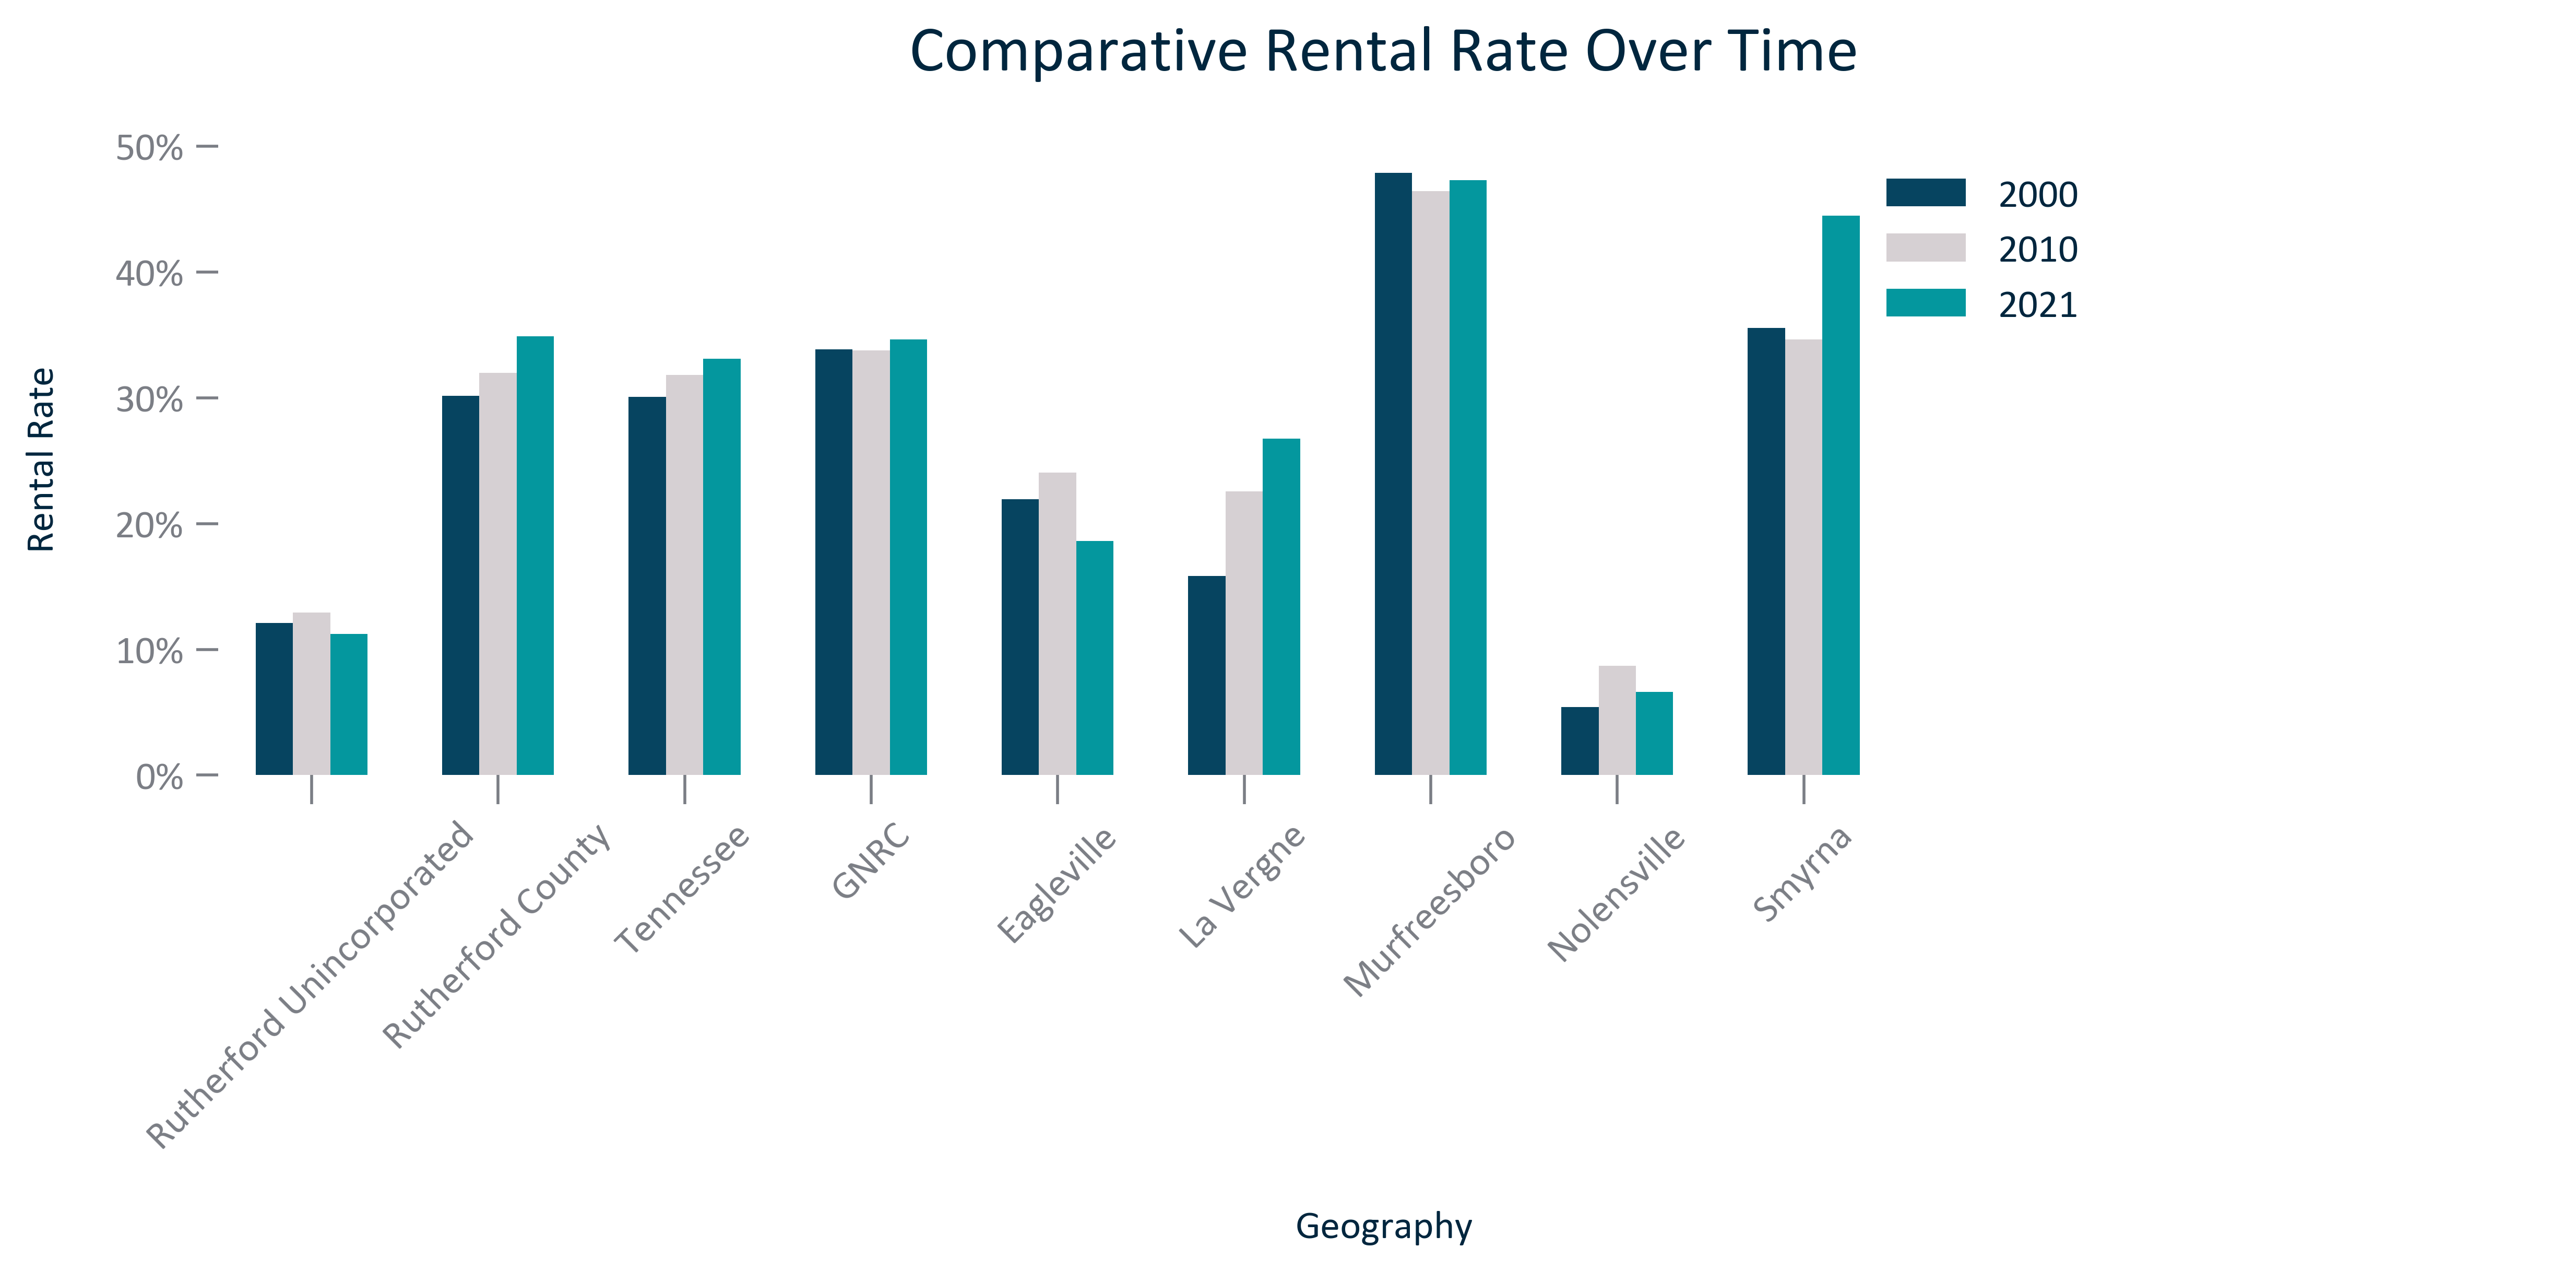 Comparative Rental Rate Over Time
50%
40%
30%
20%
10%
0%
Rental Rate
2000
2010
2021
Rutherford Unincorporated
Rutherford County
Tennessee
GNRC
Eagleville
La Vergne
Murfreesboro
Nolensville
Smyrna
Geography